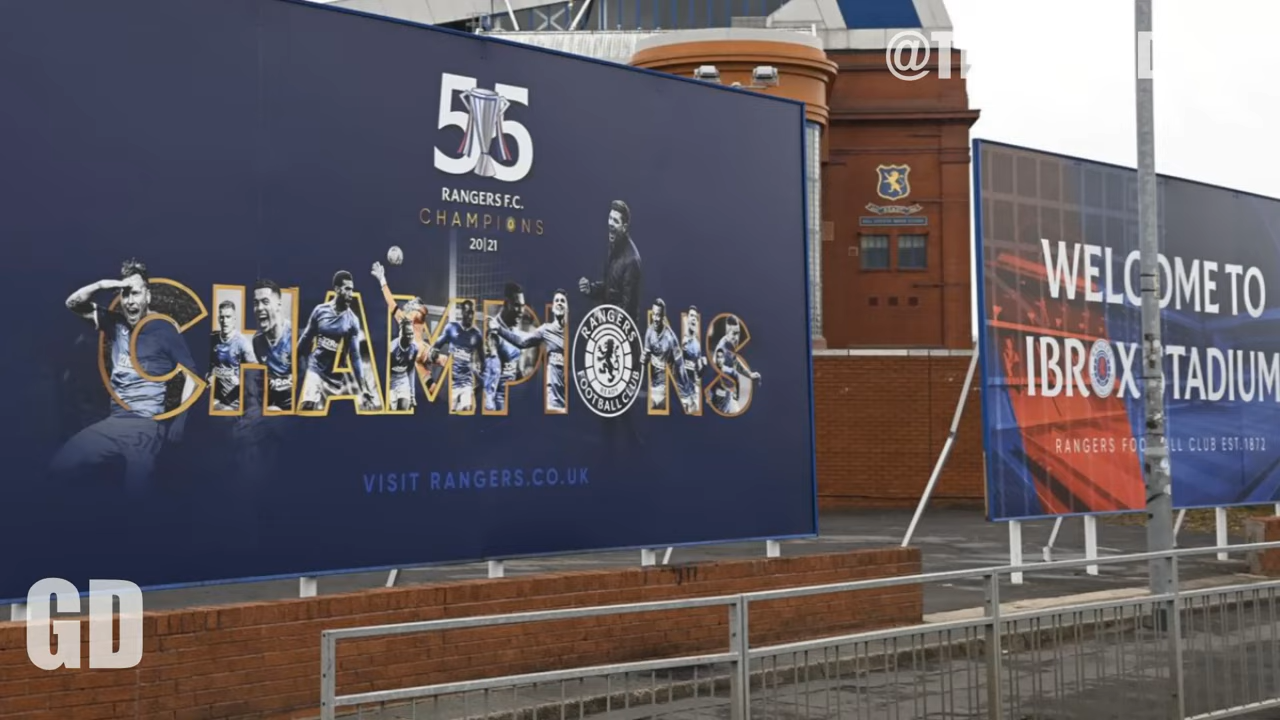 55
RANGERS F.C.
CHAMPIONS
20|21
CHAMPIONS
RANGERS
READY
FOOTBALL CLUB
VISIT RANGERS.CO.UK
WELCOME TO
IBROX STADIUM
RANGERS FOOTBALL CLUB EST.1872
GD